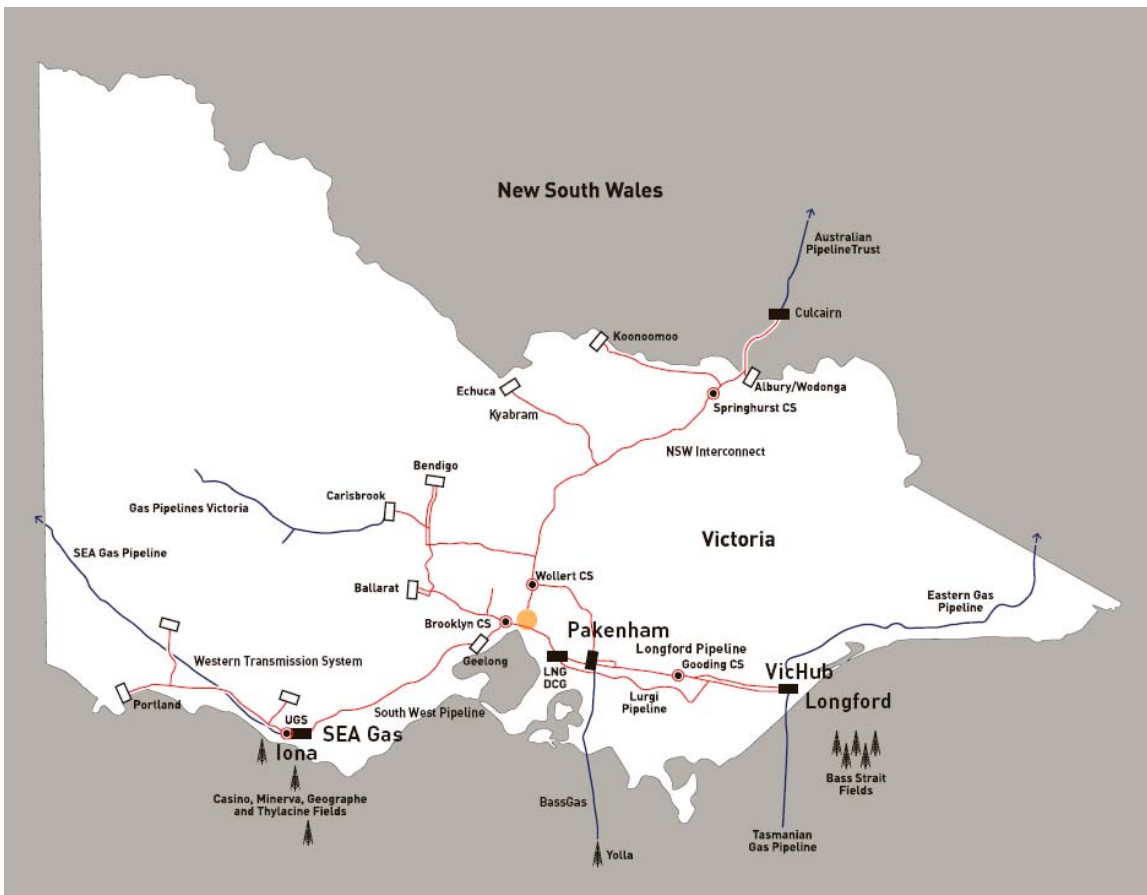 New South Wales
Australian
PipelineTrust
Culcairn
Koonoomoo
Echuca
Kyabram
Albury/Wodonga
Springhurst CS
NSW Interconnect
Bendigo
Carisbrook
Gas Pipelines Victoria
SEA Gas Pipeline
Victoria
Wollert CS
Ballarat
Brooklyn CS
Eastern Gas
Pipeline
Pakenham
Longford Pipeline
Gooding CS
Geelong
LNG
DCG
Western Transmission System
VicHub
Longford
Lurgi
Pipeline
Portland
South West Pipeline
UGS
SEA Gas
Iona
Casino, Minerva, Geographe
and Thylacine Fields
BassGas
Bass Strait
Fields
Tasmanian
Gas Pipeline
Yolla